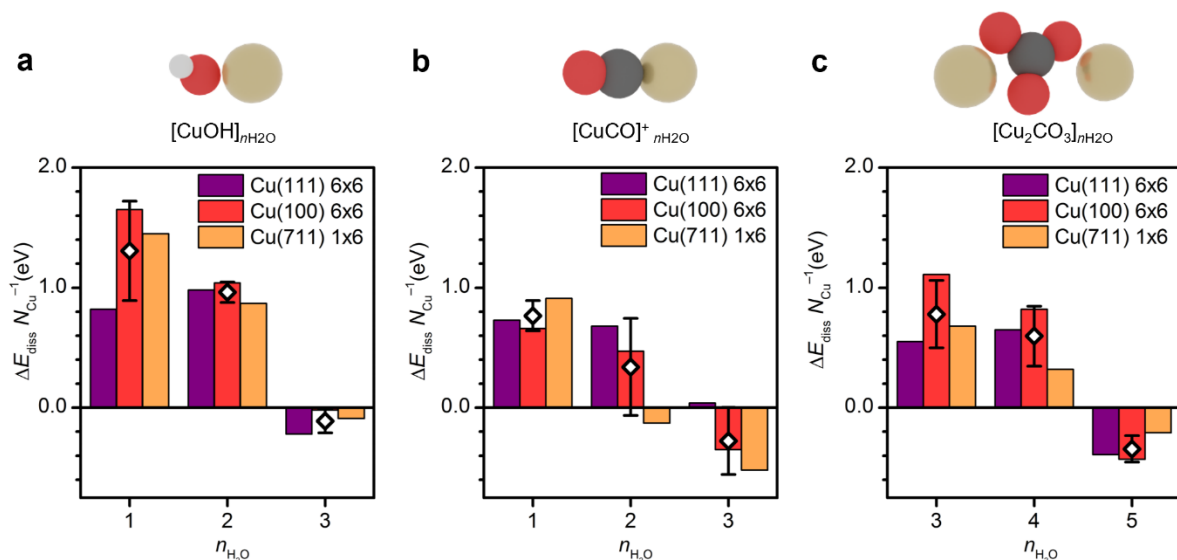 a
[CuOH]nH2O
2.0
1.0
0.0
ΔEdiss NCu−1(eV)
Cu(111) 6x6
Cu(100) 6x6
Cu(711) 1x6
1 2 3
nH2O
b
[CuCO]+ nH2O
2.0
1.0
0.0
ΔEdiss NCu−1(eV)
Cu(111) 6x6
Cu(100) 6x6
Cu(711) 1x6
1 2 3
nH2O
c
[Cu2CO3]nH2O
2.0
1.0
0.0
ΔEdiss NCu−1(eV)
Cu(111) 6x6
Cu(100) 6x6
Cu(711) 1x6
3 4 5
nH2O